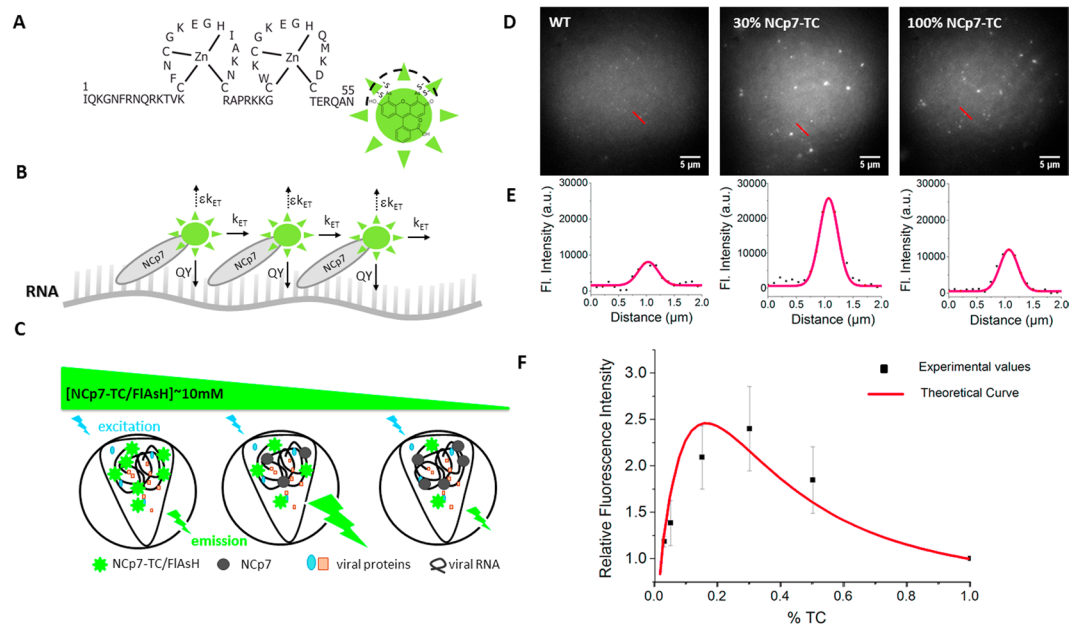 A
C K E G H
G I
C Zn A
N K
F C C N
1
IQKGNFRNQRKTVK
RAPRKKG
K E G H
G Q
C Zn M
K K
W C D
TERQAN
55
B
εkET εkET εkET
kET kET kET
NCp7 NCp7 NCp7
QY QY QY
RNA
C
[NCp7-TC/FlAsH]~10mM
excitation
emission
NCp7-TC/FlAsH NCp7 viral proteins viral RNA
D
WT 30% NCp7-TC 100% NCp7-TC
5 µm 5 µm 5 µm
E
Fl. Intensity (a.u.) Fl. Intensity (a.u.) Fl. Intensity (a.u.)
30000 30000 30000
20000 20000 20000
10000 10000 10000
0 0 0
0.0 0.5 1.0 1.5 2.0 0.0 0.5 1.0 1.5 2.0 0.0 0.5 1.0 1.5 2.0
Distance (µm) Distance (µm) Distance (µm)
F
Relative Fluorescence Intensity
3.0
2.5
2.0
1.5
1.0
Experimental values
Theoretical Curve
0.0 0.2 0.4 0.6 0.8 1.0
% TC